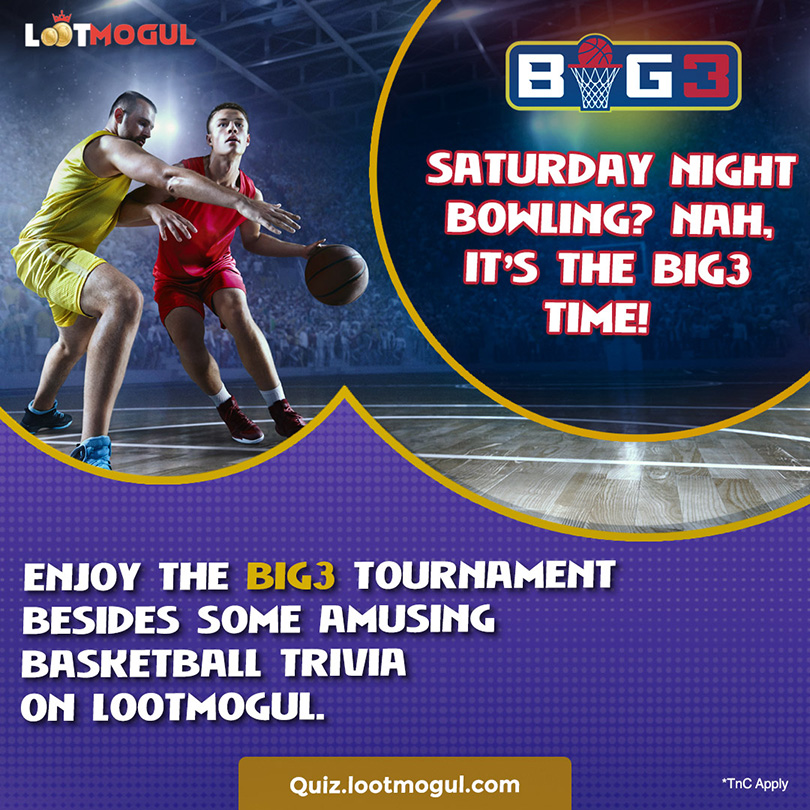 LOOTMOGUL
BIG3
SATURDAY NIGHT
BOWLING? NAH,
IT'S THE BIG3
TIME!
ENJOY THE BIG3 TOURNAMENT
BESIDES SOME AMUSING
BASKETBALL TRIVIA
ON LOOTMOGUL.
Quiz.lootmogul.com
*TnC Apply